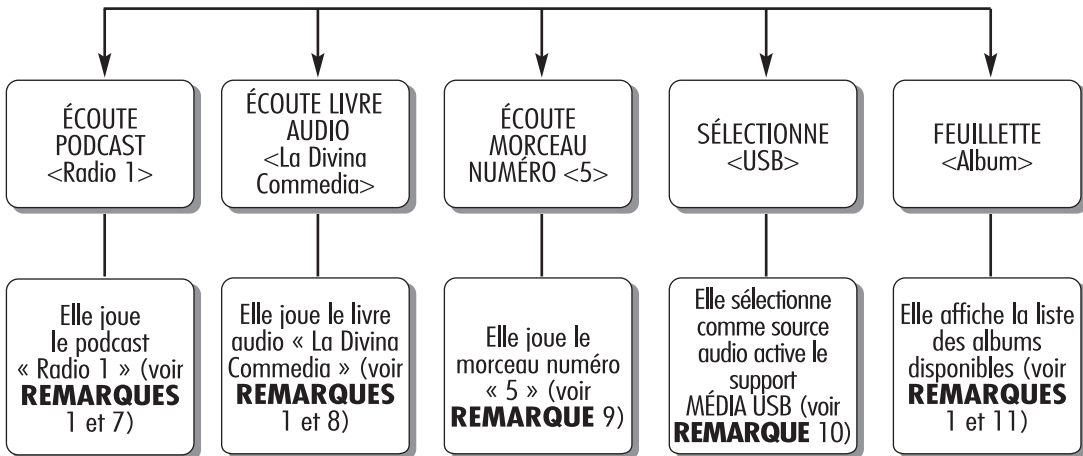 ÉCOUTE
PODCAST
<Radio 1>
ÉCOUTE LIVRE
AUDIO
<La Divina
Commedia>
ÉCOUTE
MORCEAU
NUMÉRO <5>
SÉLECTIONNE
<USB>
FEUILLETTE
<Album>
Elle joue
le podcast
« Radio 1 » (voir
REMARQUES
1 et 7)
Elle joue le livre
audio « La Divina
Commedia » (voir
REMARQUES
1 et 8)
Elle joue le
morceau numéro
« 5 » (voir
REMARQUE 9)
Elle sélectionne
comme source
audio active le
support
MÉDIA USB (voir
REMARQUE 10)
Elle affiche la liste
des albums
disponibles (voir
REMARQUES
1 et 11)